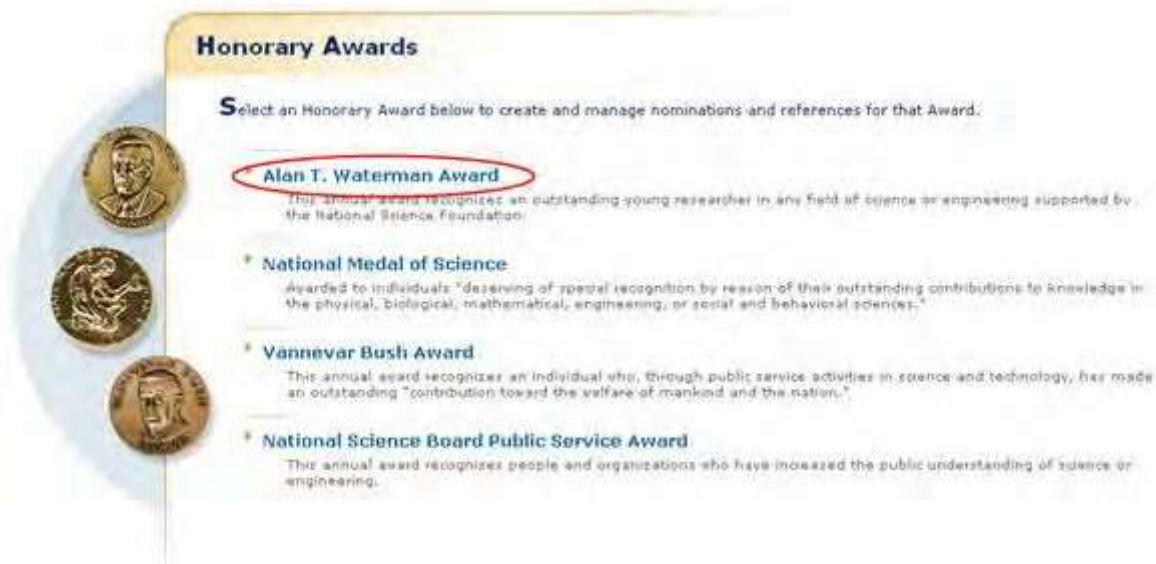 Honorary Awards
Select an Honorary Award below to create and manage nominations and references for that Award.
Alan T. Waterman Award
This annual award recognizes an outstanding young researcher in any field of science or engineering supported by
the National Science Foundation.
National Medal of Science
Awarded to individuals "deserving of special recognition by reason of their outstanding contributions to knowledge in
the physical, biological, mathematical, engineering, or social and behavioral sciences."
Vannevar Bush Award
This annual award recognizes an individual who, through public service activities in science and technology, has made
an outstanding "contribution toward the welfare of mankind and the nation."
National Science Board Public Service Award
This annual award recognizes people and organizations who have increased the public understanding of science or
engineering.